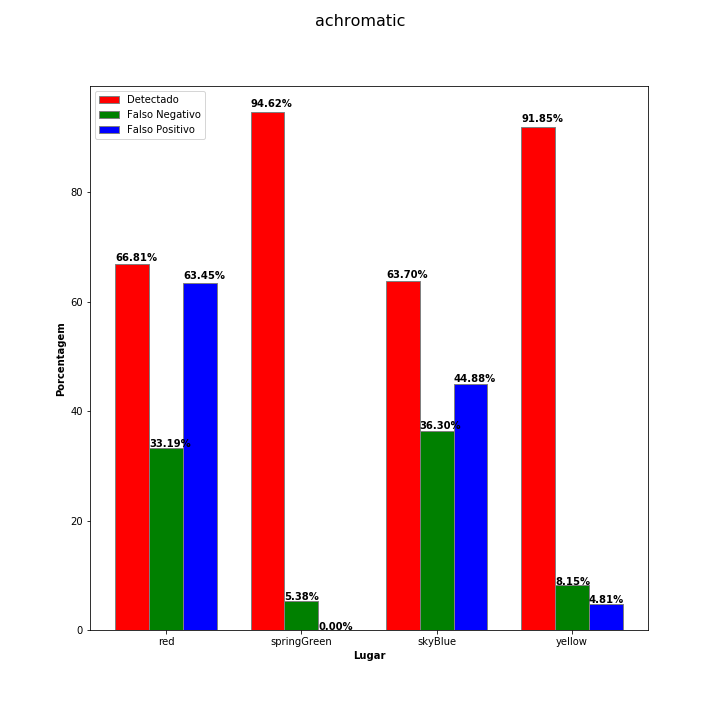 achromatic
Detectado
Falso Negativo
Falso Positivo
94.62%
91.85%
66.81%
63.45%
63.70%
44.88%
36.30%
33.19%
5.38%
0.00%
8.15%
4.81%
80
60
40
20
0
Porcentagem
red
springGreen
skyBlue
yellow
Lugar